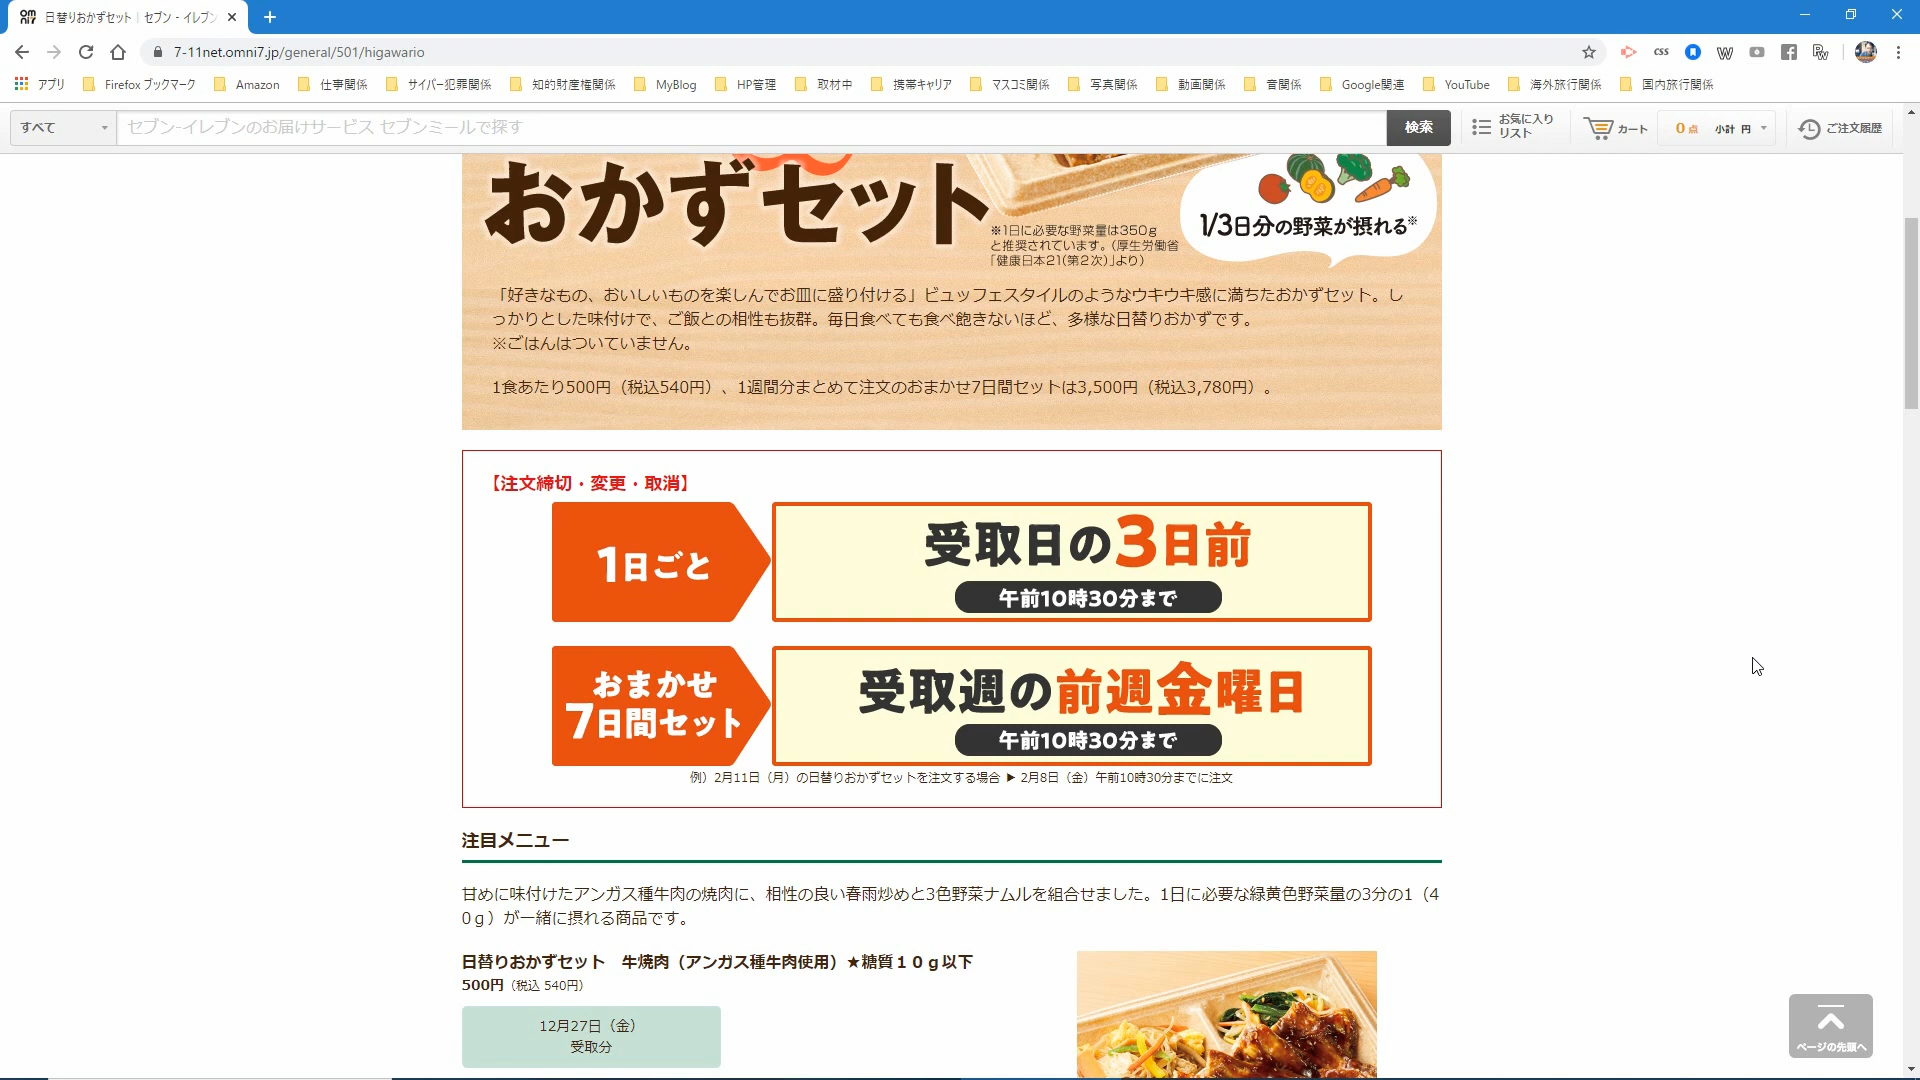 日替りおかずセット｜セブン‐イレブン
7-11net.omni7.jp/general/501/higawario
アプリ
Firefox ブックマーク
Amazon
仕事関係
サイバー犯罪関係
知的財産権関係
MyBlog
HP管理
取材中
携帯キャリア
マスコミ関係
写真関係
動画関係
音関係
Google関連
YouTube
海外旅行関係
国内旅行関係
すべて
セブン-イレブンのお届けサービス セブンミールで探す
検索
お気に入り
リスト
カート
0点 小計 円
ご注文履歴
おかずセット
※1日に必要な野菜量は350g
と推奨されています。（厚生労働省
「健康日本21（第2次）」より）
1/3日分の野菜が摂れる※
「好きなもの、おいしいものを楽しんでお皿に盛り付ける」ビュッフェスタイルのようなウキウキ感に満ちたおかずセット。し
っかりとした味付けで、ご飯との相性も抜群。毎日食べても食べ飽きないほど、多様な日替りおかずです。
※ごはんはついていません。
1食あたり500円（税込540円）、1週間分まとめて注文のおまかせ7日間セットは3,500円（税込3,780円）。
【注文締切・変更・取消】
1日ごと
受取日の3日前
午前10時30分まで
おまかせ
7日間セット
受取週の前週金曜日
午前10時30分まで
例）2月11日（月）の日替りおかずセットを注文する場合 ▶ 2月8日（金）午前10時30分までに注文
注目メニュー
甘めに味付けたアンガス種牛肉の焼肉に、相性の良い春雨炒めと3色野菜ナムルを組合せました。1日に必要な緑黄色野菜量の3分の1（4
0ｇ）が一緒に摂れる商品です。
日替りおかずセット　牛焼肉（アンガス種牛肉使用）★糖質１０ｇ以下
500円（税込 540円）
12月27日（金）
受取分
ページの先頭へ